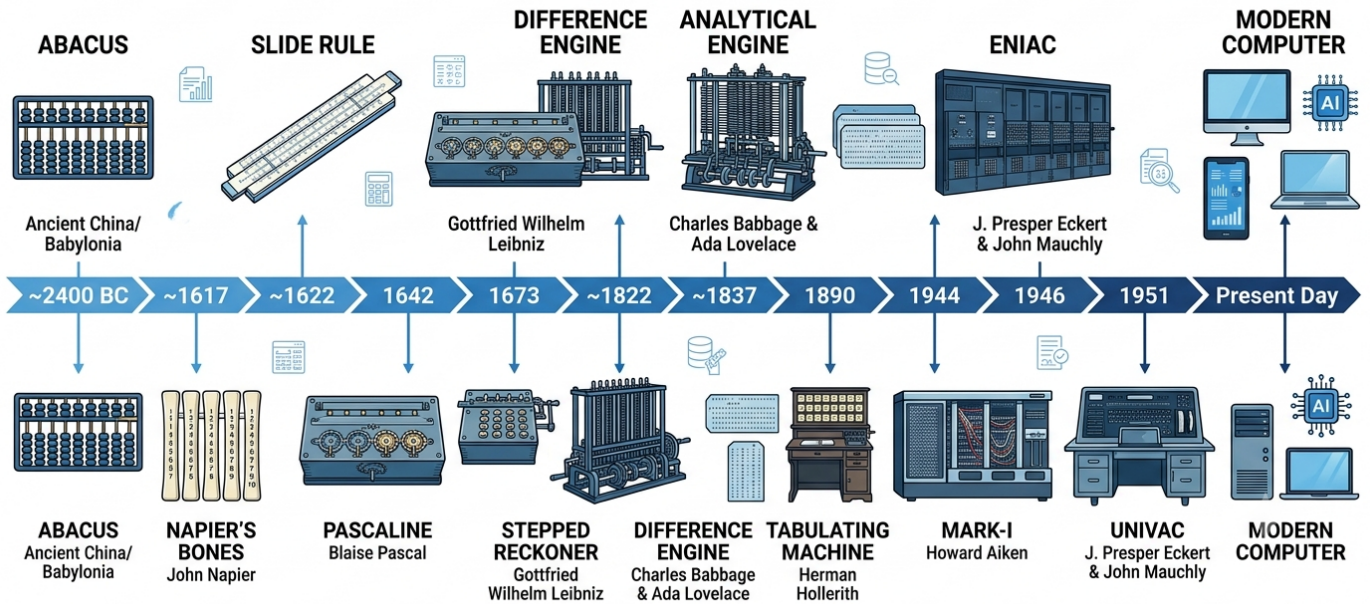 ABACUS
SLIDE RULE
DIFFERENCE
ENGINE
ANALYTICAL
ENGINE
ENIAC
MODERN
COMPUTER
AI
Ancient China/
Babylonia
Gottfried Wilhelm
Leibniz
Charles Babbage &
Ada Lovelace
J. Presper Eckert
& John Mauchly
~2400 BC
~1617
~1622
1642
1673
~1822
~1837
1890
1944
1946
1951
Present Day
AI
ABACUS
Ancient China/
Babylonia
NAPIER'S
BONES
John Napier
PASCALINE
Blaise Pascal
STEPPED
RECKONER
Gottfried
Wilhelm Leibniz
DIFFERENCE
ENGINE
Charles Babbage
& Ada Lovelace
TABULATING
MACHINE
Herman
Hollerith
MARK-I
Howard Aiken
UNIVAC
J. Presper Eckert
& John Mauchly
MODERN
COMPUTER